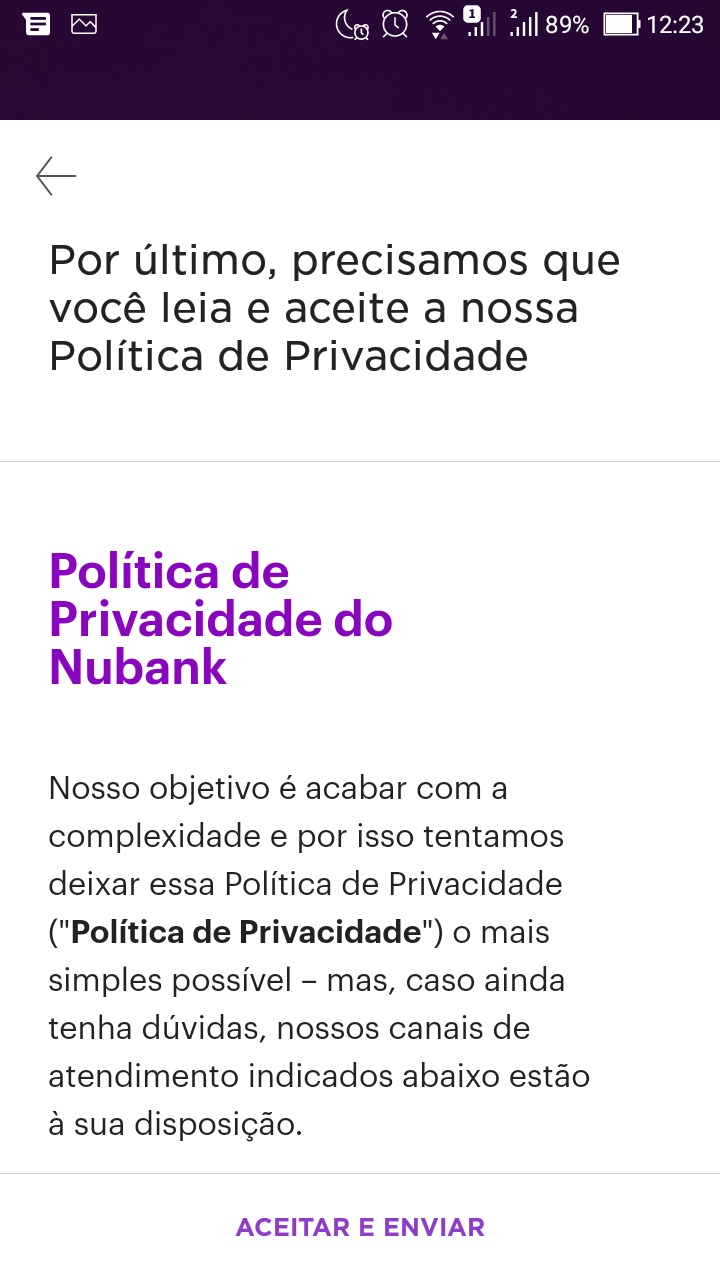 1
2
89%
12:23
Por último, precisamos que
você leia e aceite a nossa
Política de Privacidade
Política de
Privacidade do
Nubank
Nosso objetivo é acabar com a
complexidade e por isso tentamos
deixar essa Política de Privacidade
("Política de Privacidade") o mais
simples possível – mas, caso ainda
tenha dúvidas, nossos canais de
atendimento indicados abaixo estão
à sua disposição.
ACEITAR E ENVIAR